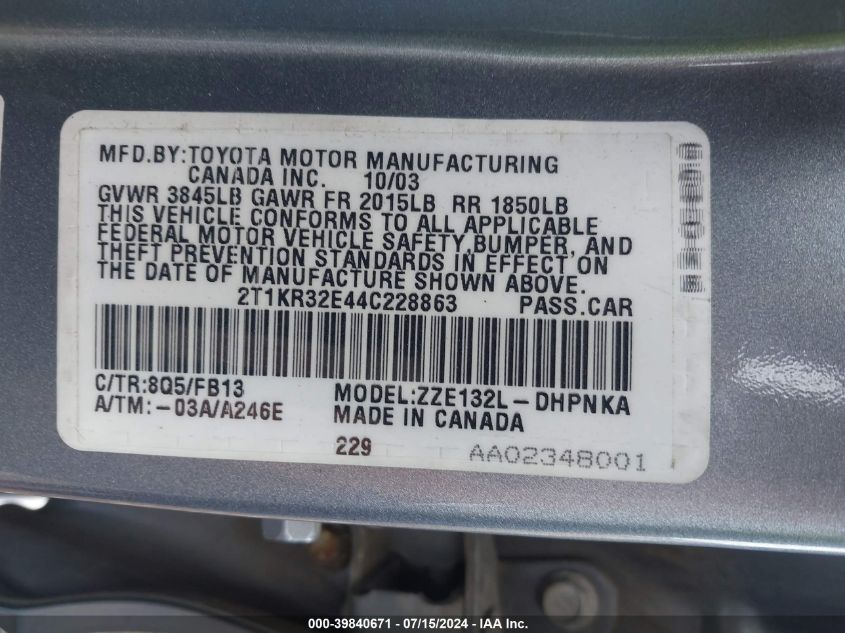 MFD.BY:TOYOTA MOTOR MANUFACTURING
CANADA INC. 10/03
GVWR 3845LB GAWR FR 2015LB RR 1850LB
THIS VEHICLE CONFORMS TO ALL APPLICABLE
FEDERAL MOTOR VEHICLE SAFETY,BUMPER, AND
THEFT PREVENTION STANDARDS IN EFFECT ON
THE DATE OF MANUFACTURE SHOWN ABOVE.
2T1KR32E44C228863 PASS.CAR
C/TR:8Q5/FB13 MODEL:ZZE132L-DHPNKA
A/TM:-03A/A246E MADE IN CANADA
229 AA02348001
000-39840671 / 07/15/2024 - IAA Inc.